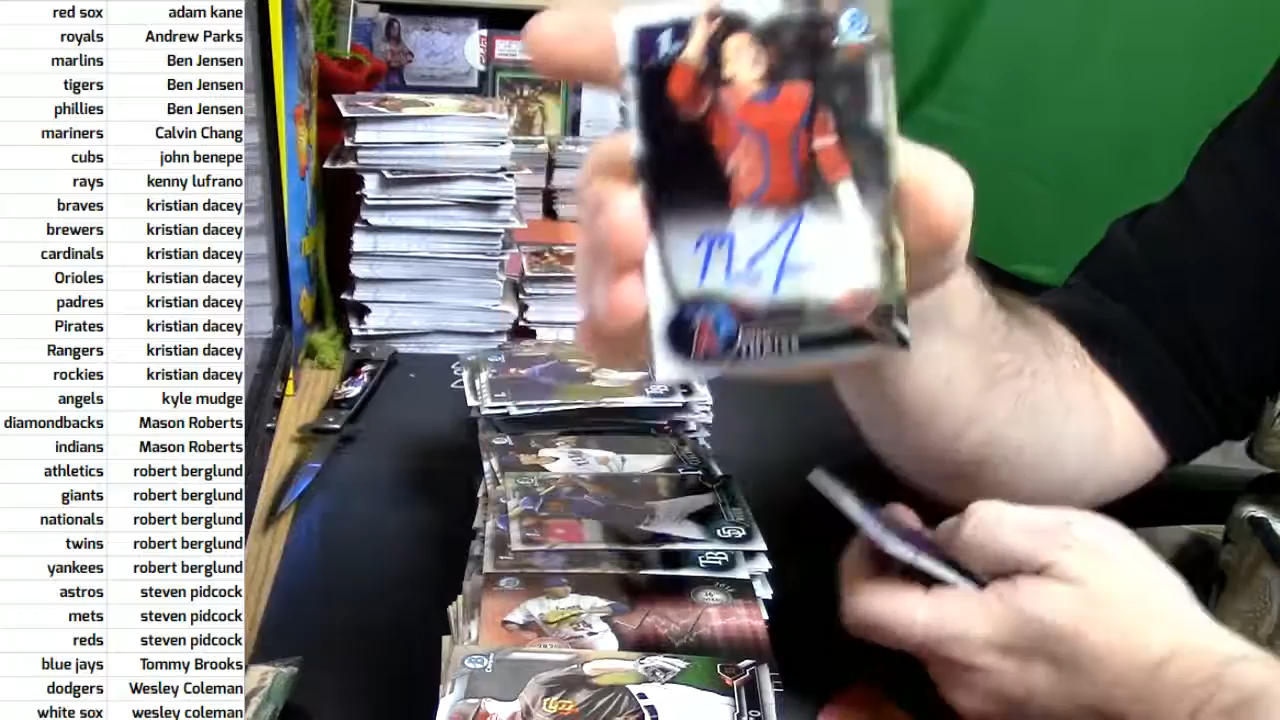 red sox adam kane
royals Andrew Parks
marlins Ben Jensen
tigers Ben Jensen
phillies Ben Jensen
mariners Calvin Chang
cubs john benepe
rays kenny lufrano
braves kristian dacey
brewers kristian dacey
cardinals kristian dacey
Orioles kristian dacey
padres kristian dacey
Pirates kristian dacey
Rangers kristian dacey
rockies kristian dacey
angels kyle mudge
diamondbacks Mason Roberts
indians Mason Roberts
athletics robert berglund
giants robert berglund
nationals robert berglund
twins robert berglund
yankees robert berglund
astros steven pidcock
mets steven pidcock
reds steven pidcock
blue jays Tommy Brooks
dodgers Wesley Coleman
white sox wesley coleman
TB